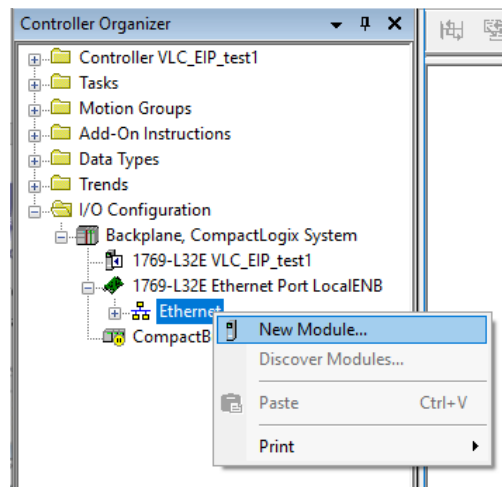 Controller Organizer
Controller VLC_EIP_test1
Tasks
Motion Groups
Add-On Instructions
Data Types
Trends
I/O Configuration
Backplane, CompactLogix System
1769-L32E VLC_EIP_test1
1769-L32E Ethernet Port LocalENB
Ethernet
CompactB
New Module...
Discover Modules...
Paste Ctrl+V
Print